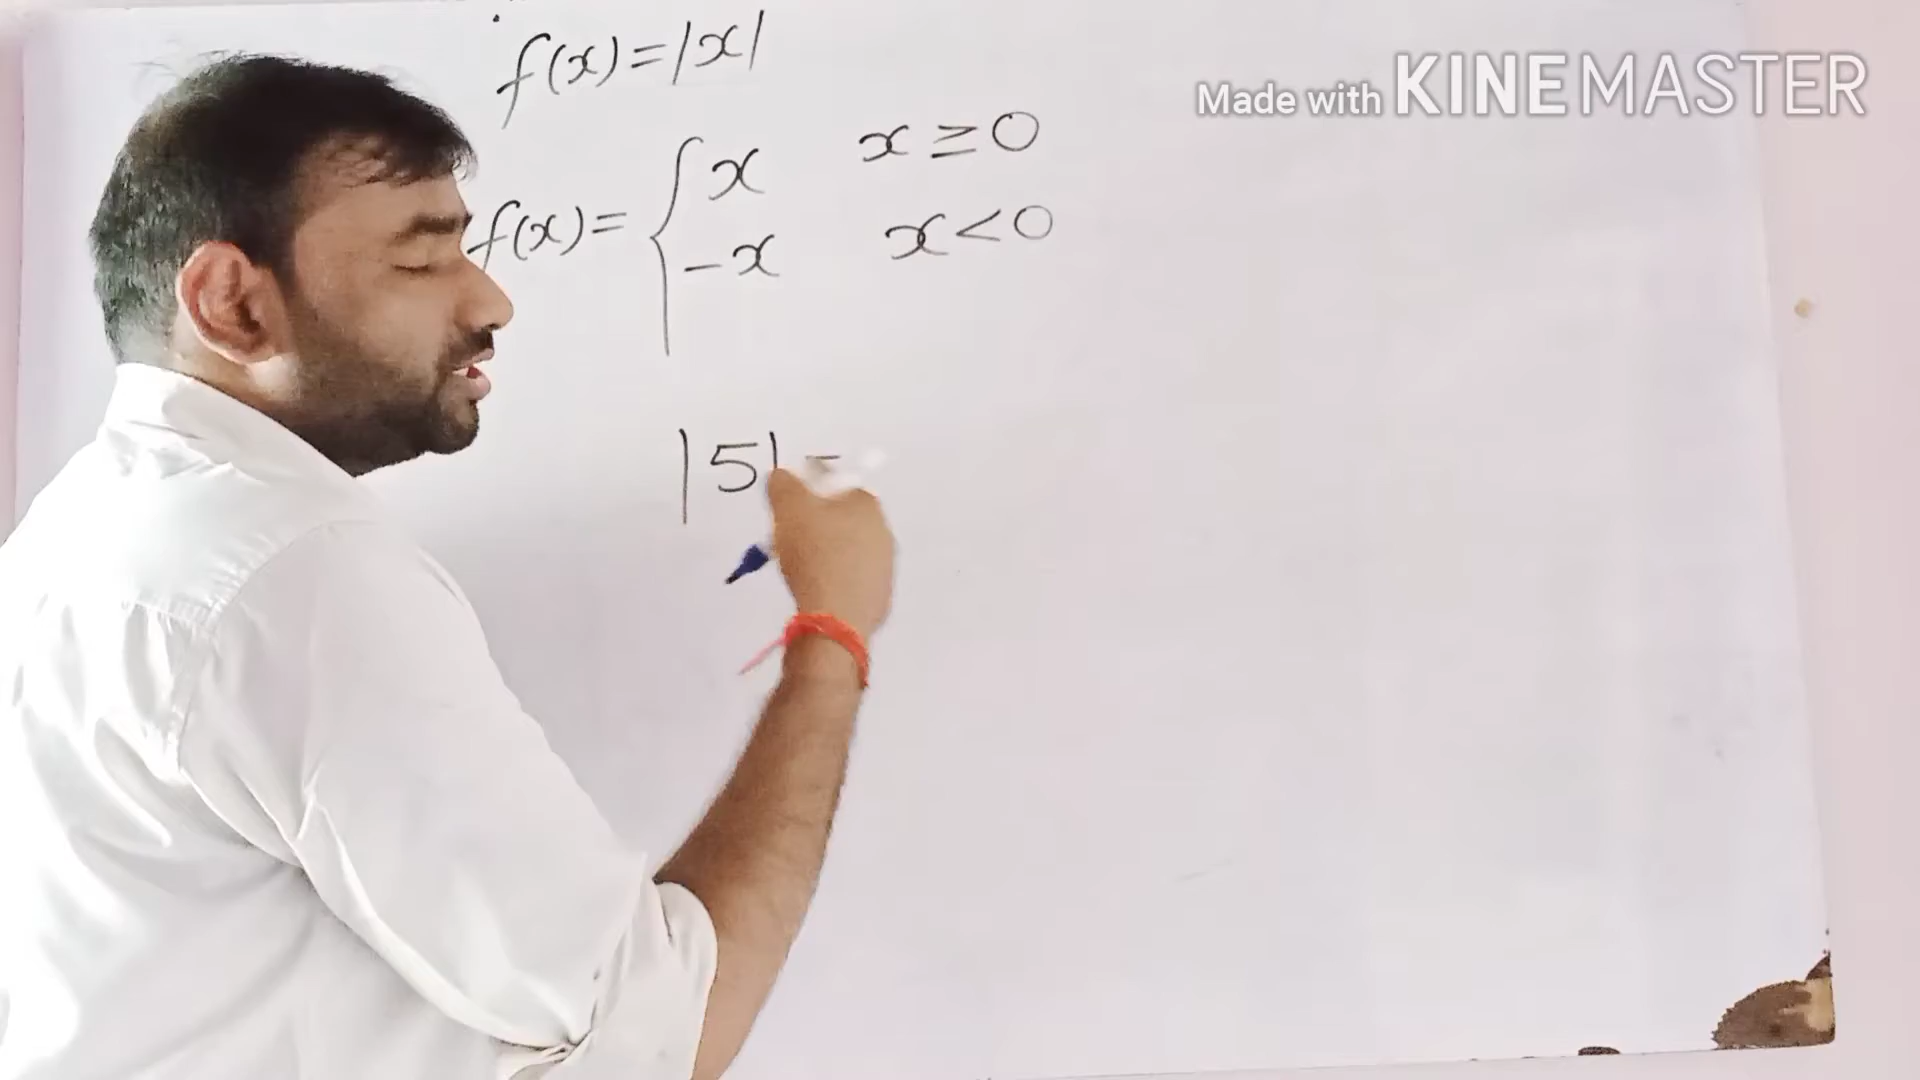 f(x)=|x|
Made with KINEMASTER
f(x)= { x x ≥ 0
-x x < 0
|5| =